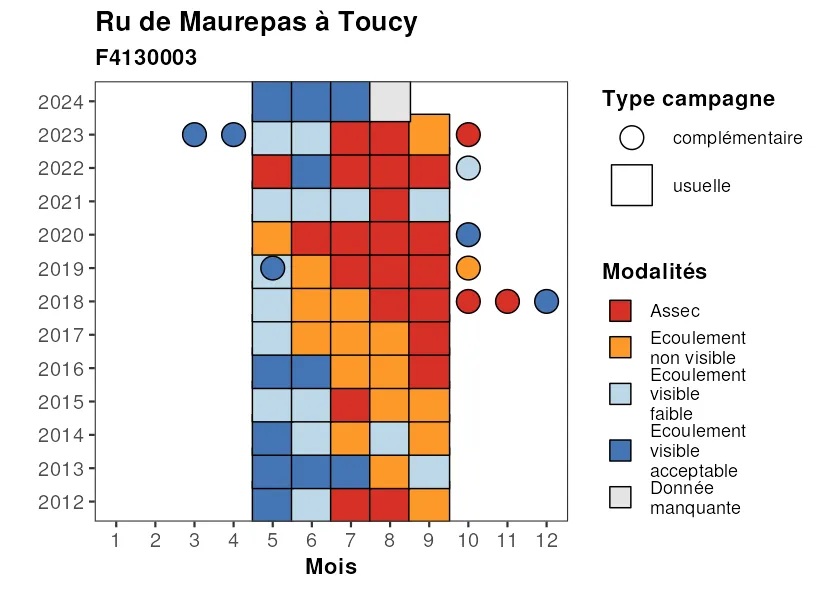 Ru de Maurepas à Toucy
F4130003
2024
2023
2022
2021
2020
2019
2018
2017
2016
2015
2014
2013
2012
1 2 3 4 5 6 7 8 9 10 11 12
Mois
Type campagne
complémentaire
usuelle
Modalités
Assec
Ecoulement
non visible
Ecoulement
visible
faible
Ecoulement
visible
acceptable
Donnée
manquante